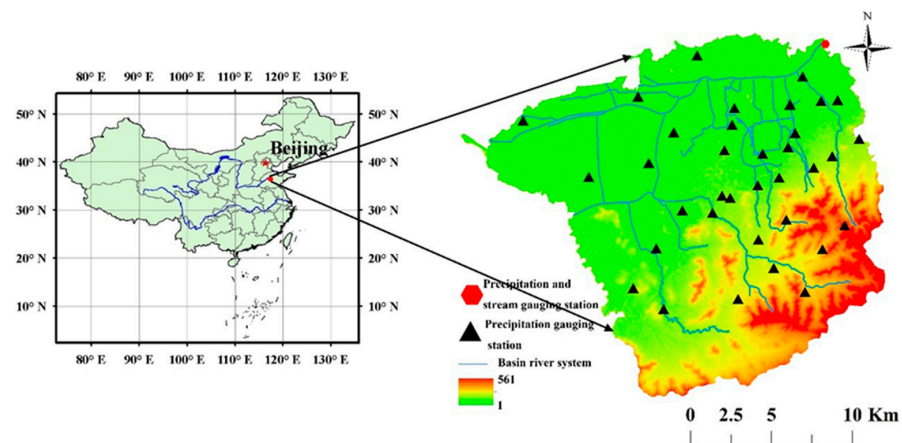 80° E 90° E 100° E 110° E 120° E 130° E
50° N 50° N
40° N 40° N
30° N 30° N
20° N 20° N
10° N 10° N
80° E 90° E 100° E 110° E 120° E 130° E
Beijing
N
Precipitation and
stream gauging station
Precipitation gauging
station
Basin river system
561
1
0 2.5 5 10 Km